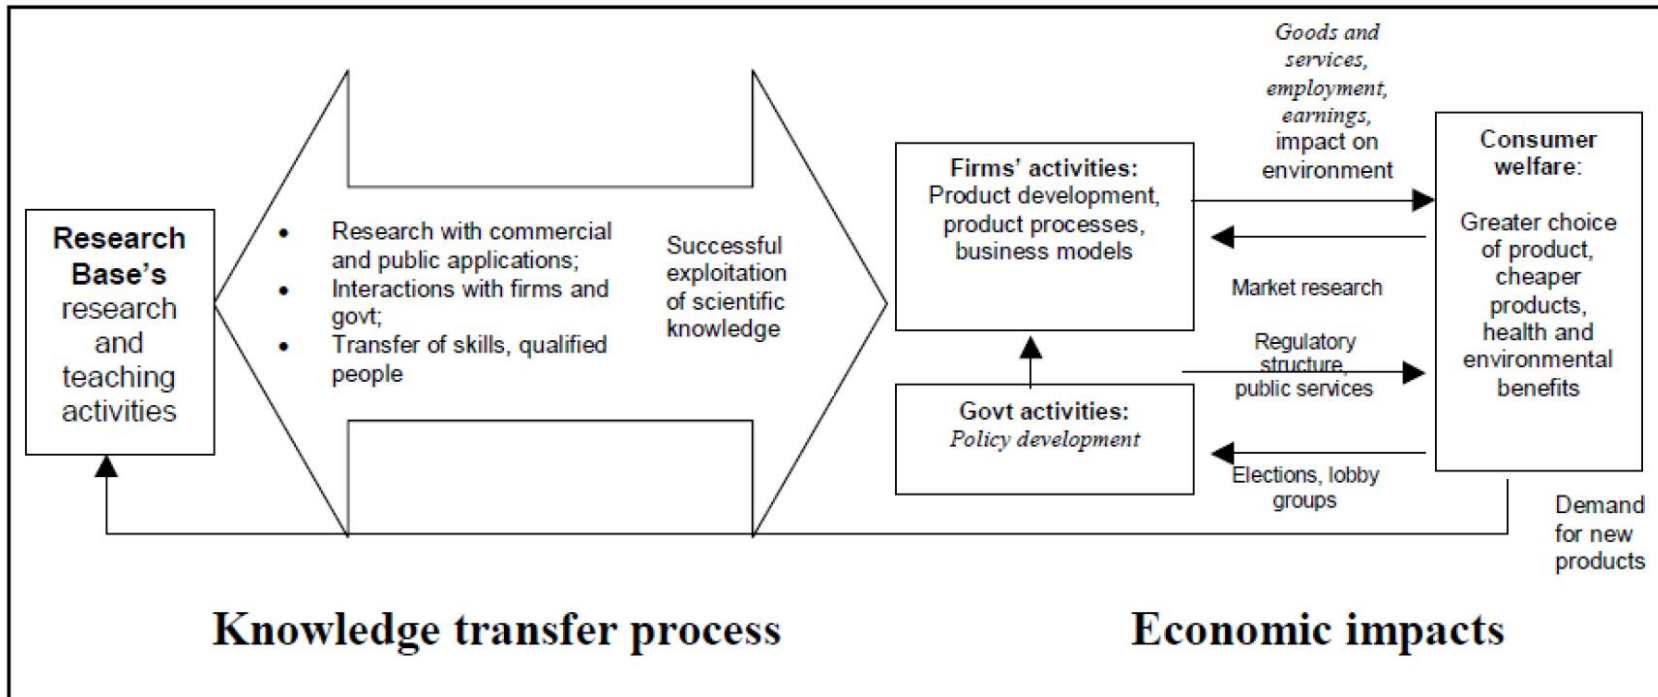 Research
Base's
research
and
teaching
activities
• Research with commercial
and public applications;
• Interactions with firms and
govt;
• Transfer of skills, qualified
people
Successful
exploitation
of scientific
knowledge
Firms' activities:
Product development,
product processes,
business models
Govt activities:
Policy development
Goods and
services,
employment,
earnings,
impact on
environment
Market research
Regulatory
structure,
public services
Elections, lobby
groups
Consumer
welfare:
Greater choice
of product,
cheaper
products,
health and
environmental
benefits
Demand
for new
products
Knowledge transfer process
Economic impacts